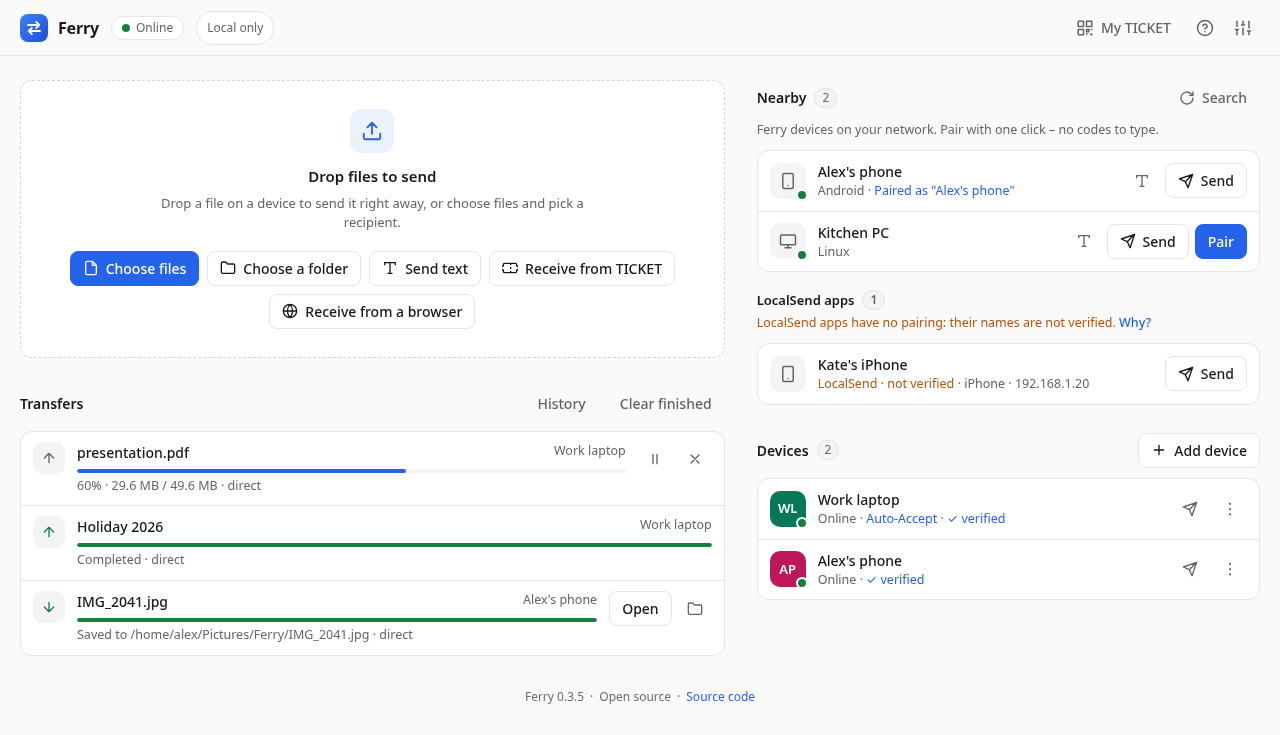 Ferry
Online
Local only
My TICKET
Drop files to send
Drop a file on a device to send it right away, or choose files and pick a
recipient.
Choose files
Choose a folder
Send text
Receive from TICKET
Receive from a browser
Transfers
History
Clear finished
presentation.pdf
Work laptop
60% · 29.6 MB / 49.6 MB · direct
Holiday 2026
Work laptop
Completed · direct
IMG_2041.jpg
Alex's phone
Open
Saved to /home/alex/Pictures/Ferry/IMG_2041.jpg · direct
Nearby 2
Search
Ferry devices on your network. Pair with one click – no codes to type.
Alex's phone
Android · Paired as "Alex's phone"
Send
Kitchen PC
Linux
Send
Pair
LocalSend apps 1
LocalSend apps have no pairing: their names are not verified. Why?
Kate's iPhone
LocalSend · not verified · iPhone · 192.168.1.20
Send
Devices 2
Add device
WL
Work laptop
Online · Auto-Accept · ✓ verified
AP
Alex's phone
Online · ✓ verified
Ferry 0.3.5 · Open source · Source code